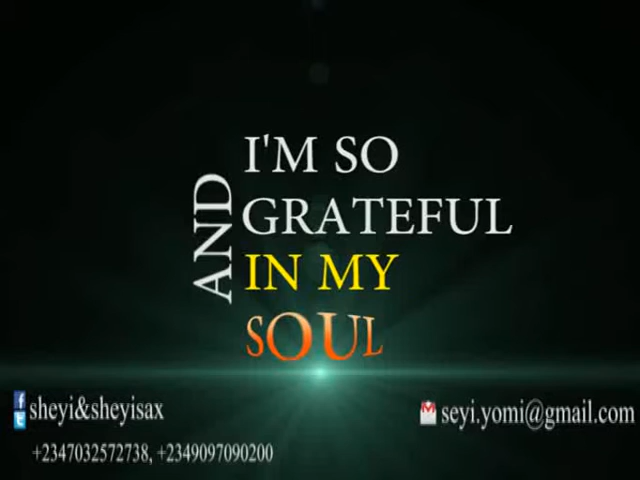 AND
I'M SO
GRATEFUL
IN MY
SOUL
sheyi&sheyisax
seyi.yomi@gmail.com
+2347032572738, +2349097090200